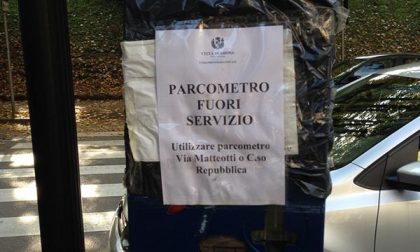 PARCOMETRO
FUORI
SERVIZIO
Utilizzare parcometro
Via Matteotti o C.so
Repubblica